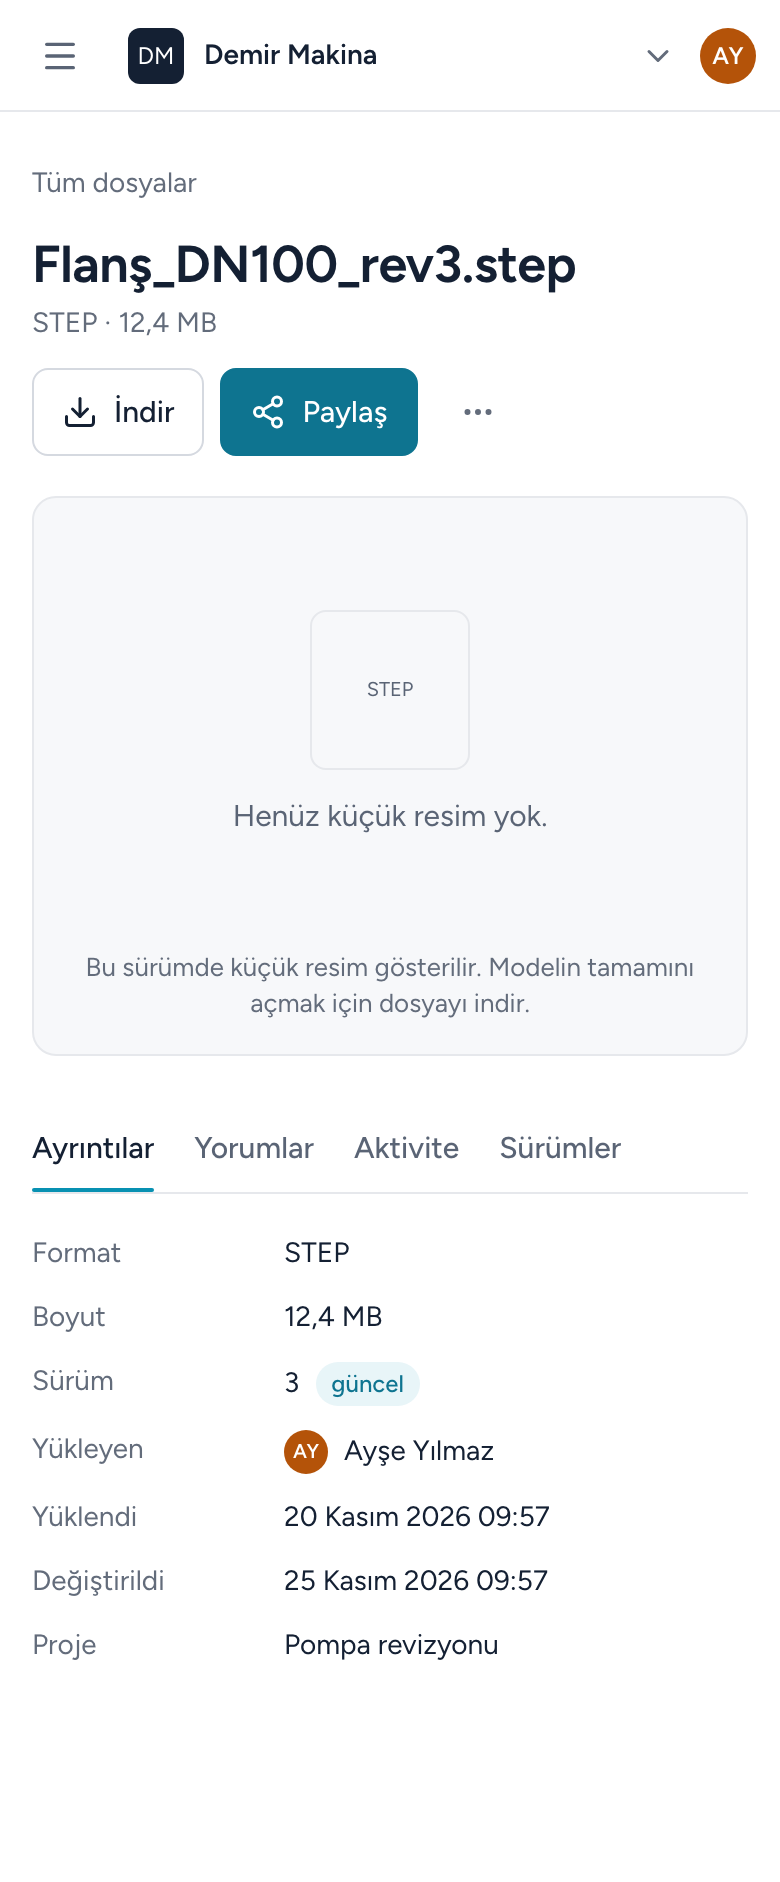 DM Demir Makina AY
Tüm dosyalar
Flanş_DN100_rev3.step
STEP · 12,4 MB
İndir Paylaş
STEP
Henüz küçük resim yok.
Bu sürümde küçük resim gösterilir. Modelin tamamını
açmak için dosyayı indir.
Ayrıntılar Yorumlar Aktivite Sürümler
Format STEP
Boyut 12,4 MB
Sürüm 3 güncel
Yükleyen AY Ayşe Yılmaz
Yüklendi 20 Kasım 2026 09:57
Değiştirildi 25 Kasım 2026 09:57
Proje Pompa revizyonu